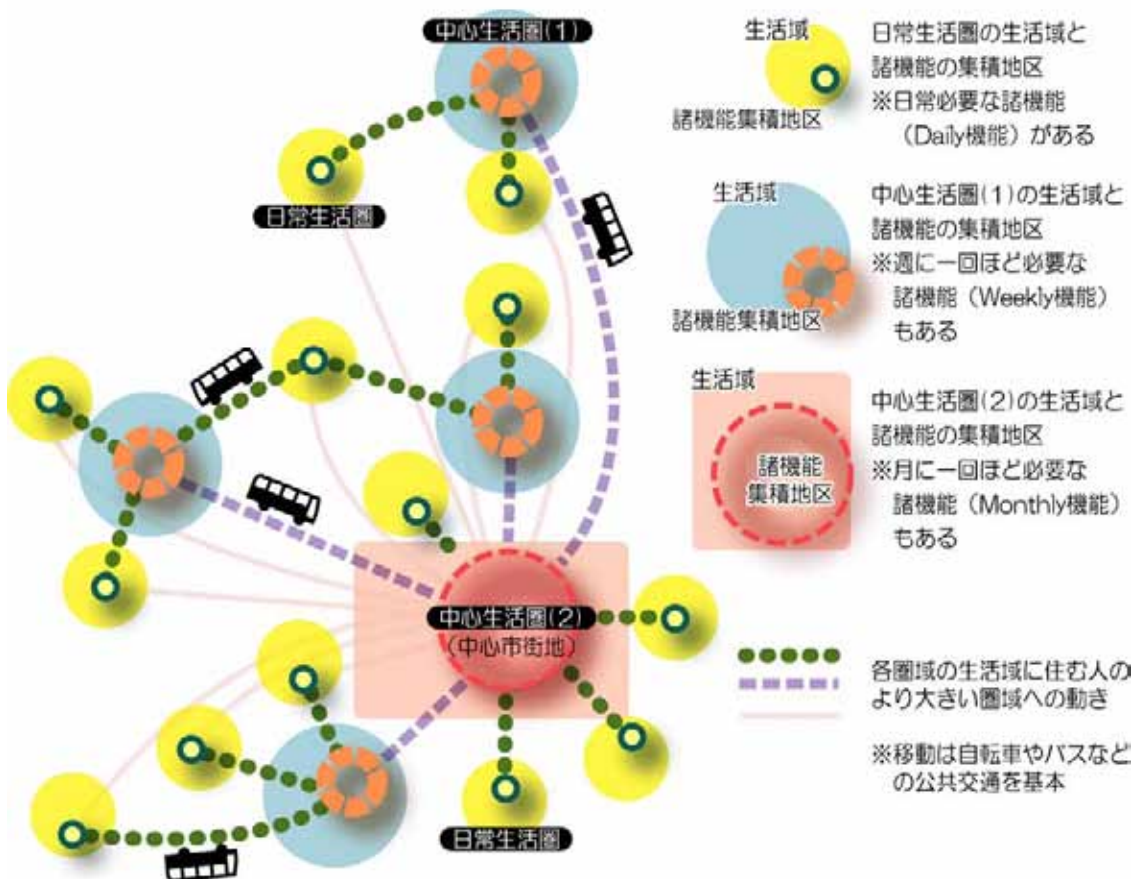 中心生活圏(1)
日常生活圏
中心生活圏(2)
(中心市街地)
日常生活圏
生活域
諸機能集積地区
日常生活圏の生活域と
諸機能の集積地区
※日常必要な諸機能
(Daily機能)がある
生活域
諸機能集積地区
中心生活圏(1)の生活域と
諸機能の集積地区
※週に一回ほど必要な
諸機能(Weekly機能)
もある
生活域
諸機能
集積地区
中心生活圏(2)の生活域と
諸機能の集積地区
※月に一回ほど必要な
諸機能(Monthly機能)
もある
各圏域の生活域に住む人の
より大きい圏域への動き
※移動は自転車やバスなど
の公共交通を基本